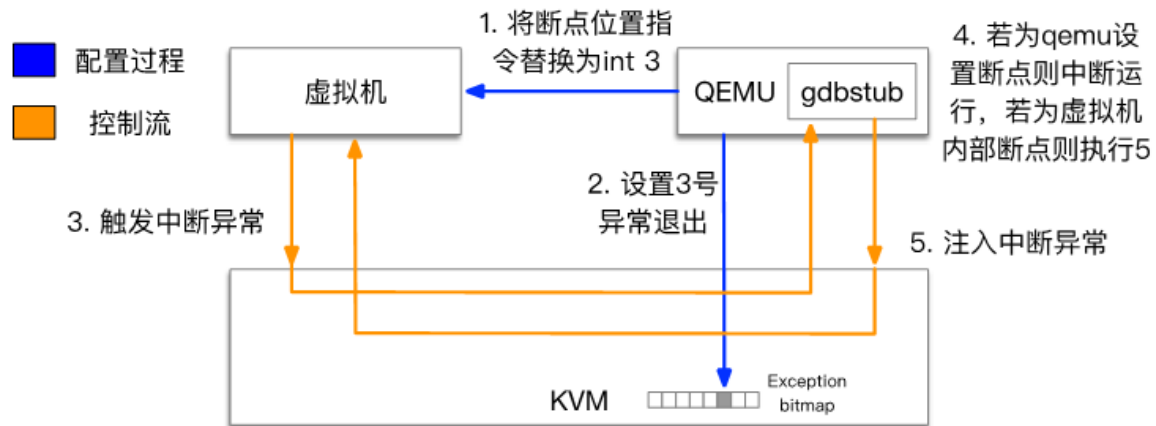 配置过程
控制流
虚拟机
1. 将断点位置指
令替换为int 3
QEMU
gdbstub
4. 若为qemu设
置断点则中断运
行，若为虚拟机
内部断点则执行5
2. 设置3号
异常退出
3. 触发中断异常
5. 注入中断异常
KVM
Exception
bitmap